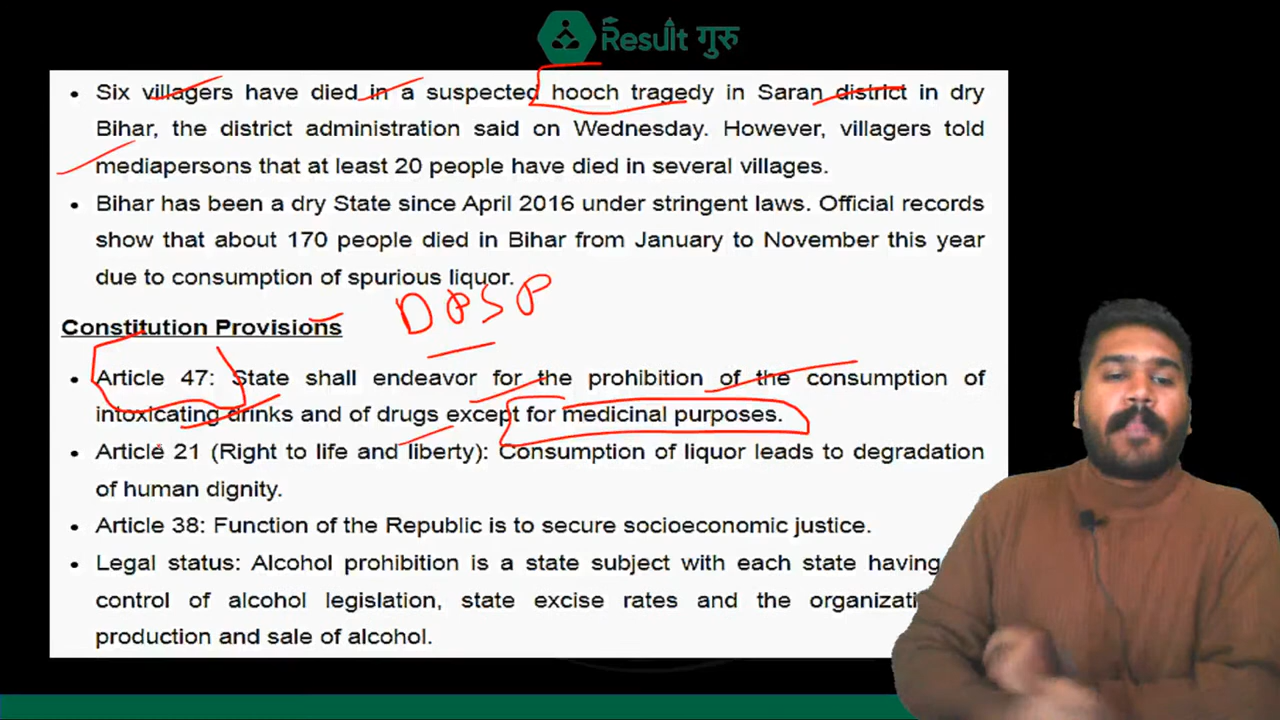 Result गुरु
• Six villagers have died in a suspected hooch tragedy in Saran district in dry
Bihar, the district administration said on Wednesday. However, villagers told
mediapersons that at least 20 people have died in several villages.
• Bihar has been a dry State since April 2016 under stringent laws. Official records
show that about 170 people died in Bihar from January to November this year
due to consumption of spurious liquor.
DPSP
Constitution Provisions
• Article 47: State shall endeavor for the prohibition of the consumption of
intoxicating drinks and of drugs except for medicinal purposes.
• Article 21 (Right to life and liberty): Consumption of liquor leads to degradation
of human dignity.
• Article 38: Function of the Republic is to secure socioeconomic justice.
• Legal status: Alcohol prohibition is a state subject with each state having
control of alcohol legislation, state excise rates and the
production and sale of alcohol.